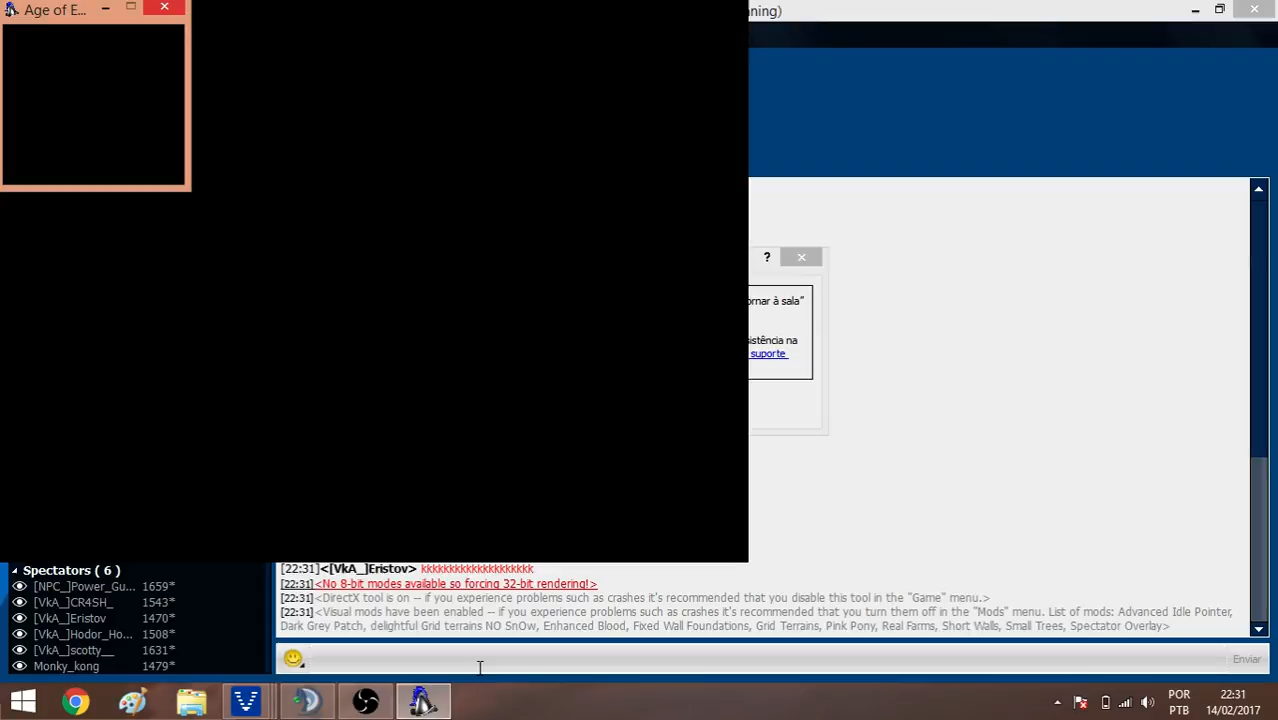 Age of E...
ning)
?
ornar à sala"
sistência na
suporte
Spectators ( 6 )
[NPC_]Power_Gu... 1659*
[VkA_]CR4SH_ 1543*
[VkA_]Eristov 1470*
[VkA_]Hodor_Ho... 1508*
[VkA_]scotty__ 1631*
Monky_kong 1479*
[22:31]<[VkA_]Eristov> kkkkkkkkkkkkkkkkkkkk
[22:31]<No 8-bit modes available so forcing 32-bit rendering!>
[22:31]<DirectX tool is on -- if you experience problems such as crashes it's recommended that you disable this tool in the "Game" menu.>
[22:31]<Visual mods have been enabled -- if you experience problems such as crashes it's recommended that you turn them off in the "Mods" menu. List of mods: Advanced Idle Pointer,
Dark Grey Patch, delightful Grid terrains NO SnOw, Enhanced Blood, Fixed Wall Foundations, Grid Terrains, Pink Pony, Real Farms, Short Walls, Small Trees, Spectator Overlay>
Enviar
POR
PTB
22:31
14/02/2017